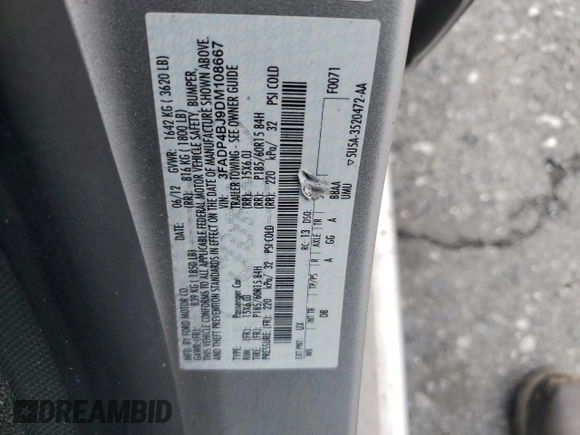 MFD. BY FORD MOTOR CO.
DATE: 06/12 GVWR: 1642 KG ( 3620 LB)
GAWR:(FR): 839 KG (1850 LB) (RR): 816 KG (1800 LB)
THIS VEHICLE CONFORMS TO ALL APPLICABLE FEDERAL MOTOR VEHICLE SAFETY, BUMPER,
AND THEFT PREVENTION STANDARDS IN EFFECT ON THE DATE OF MANUFACTURE SHOWN ABOVE.
VIN: 3FADP4BJ9DM108667
TYPE: Passenger Car TRAILER TOWING - SEE OWNER GUIDE
RIM: (FR): 15X6.0J (RR): 15X6.0J
TIRE: (FR): P185/60R15 84H (RR): P185/60R15 84H
PRESSURE:(FR): 220 kPa/ 32 PSI COLD (RR): 220 kPa/ 32 PSI COLD
F0071
EXT PNT: UX RC: 13 DSO:
WB INT TR TP/PS R AXLE TR
BBAA
UMU
DB A GG A
5U5A-3520472-AA
DREAMBID